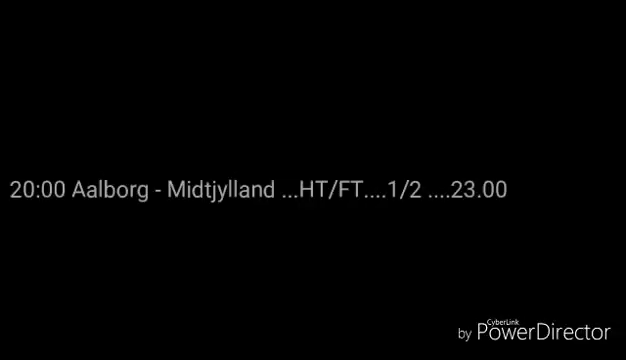 20:00 Aalborg - Midtjylland ...HT/FT....1/2 ....23.00
CyberLink
by PowerDirector